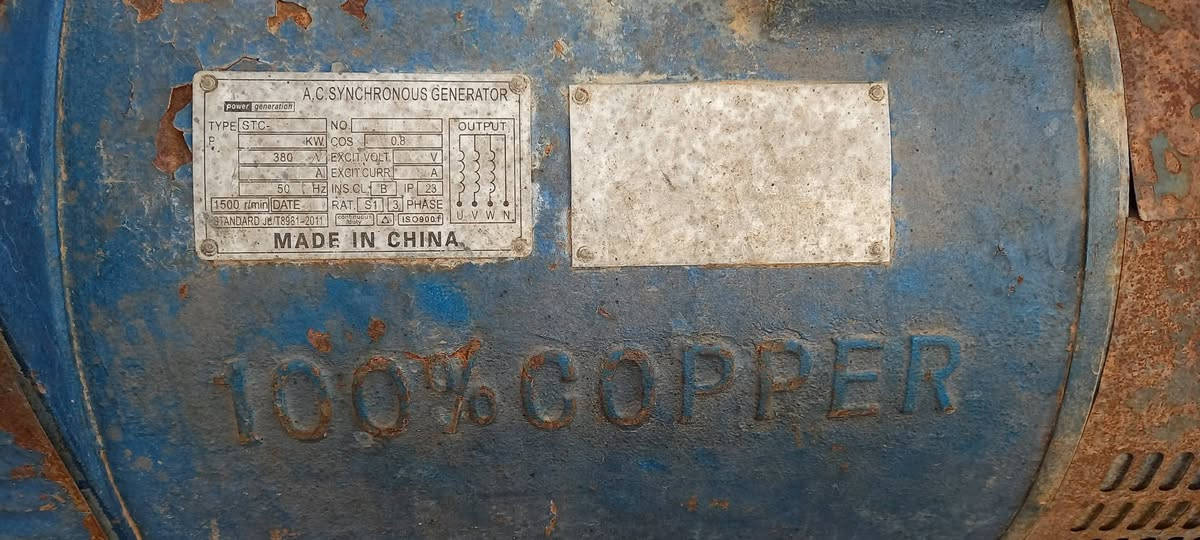 A.C.SYNCHRONOUS GENERATOR
power generation
TYPE STC- NO
P KW COS 0.8
380 V EXCIT.VOLT V
A EXCIT.CURR A
50 Hz INS.CL. B IP 23
1500 r/min DATE RAT. S1 3 PHASE
STANDARD JB/T8981-2011 continuous duty ISO9001
OUTPUT
U V W N
MADE IN CHINA
100% COPPER